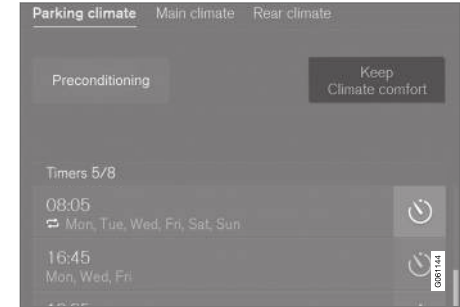 Parking climate Main climate Rear climate
Preconditioning
Keep
Climate comfort
Timers 5/8
08:05
Mon, Tue, Wed, Fri, Sat, Sun
16:45
Mon, Wed, Fri
G061144